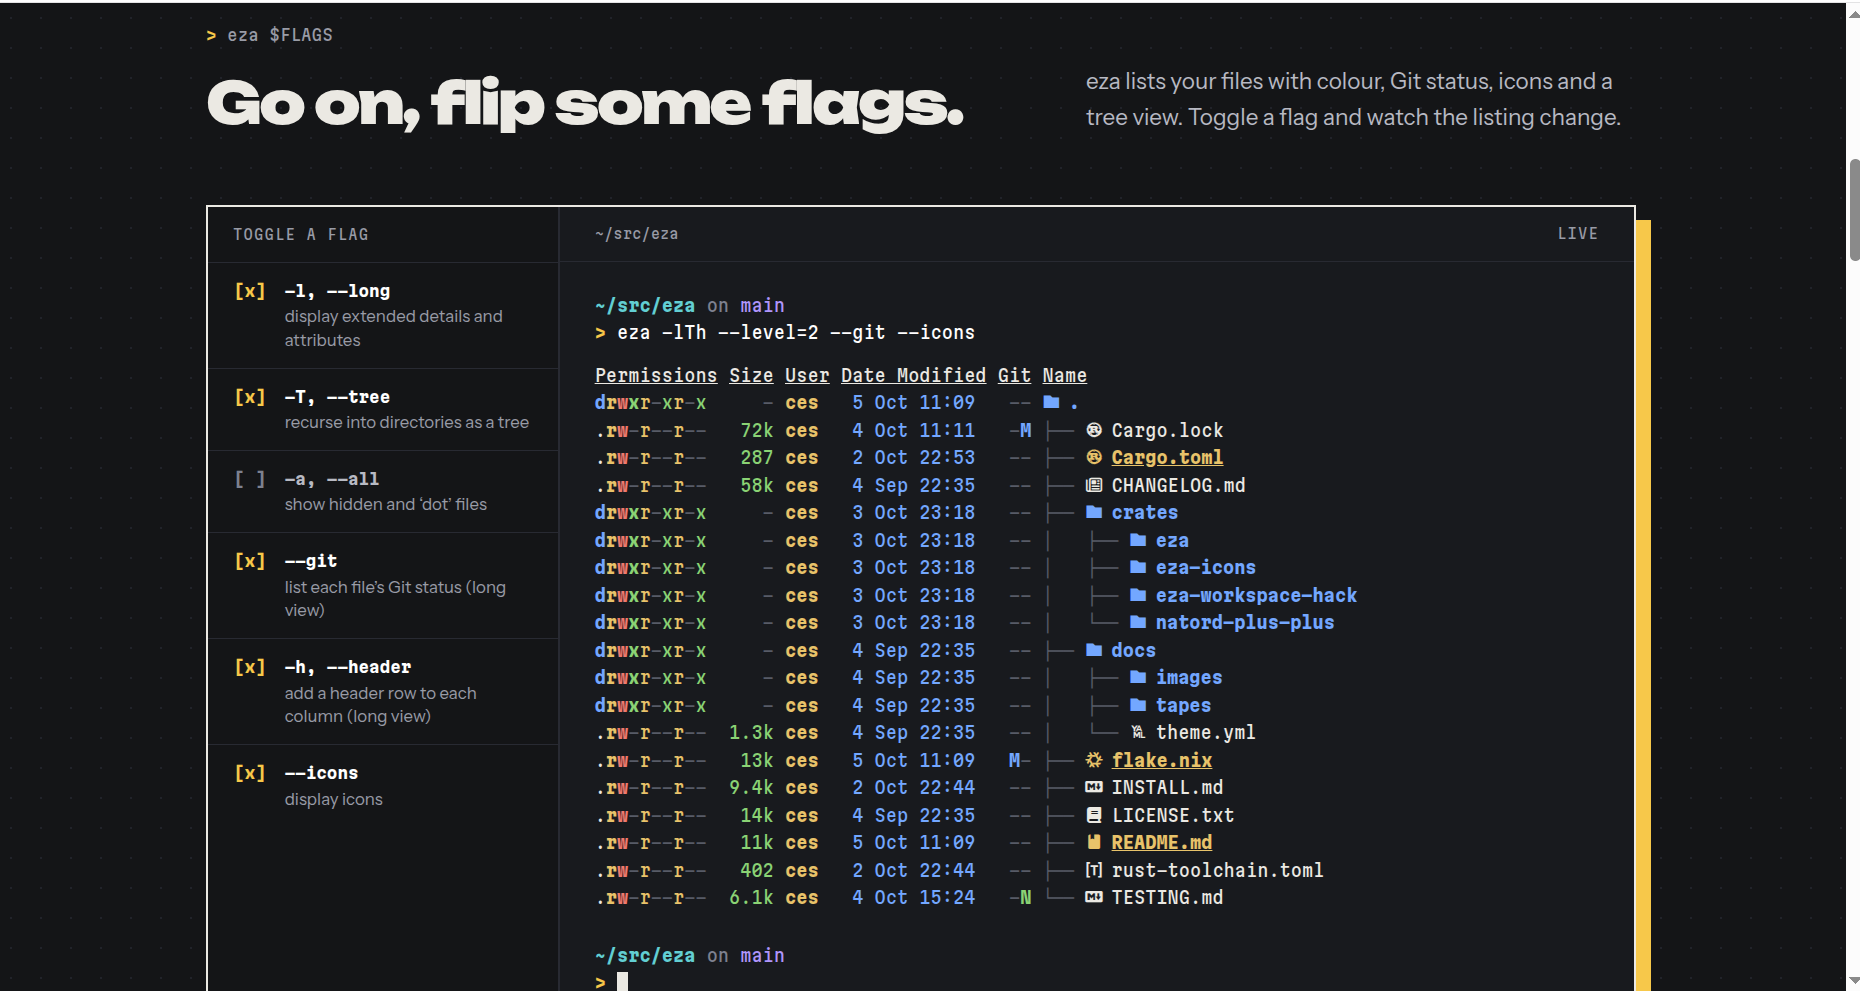 > eza $FLAGS
Go on, flip some flags.
eza lists your files with colour, Git status, icons and a
tree view. Toggle a flag and watch the listing change.
TOGGLE A FLAG
[x] -l, --long
display extended details and
attributes
[x] -T, --tree
recurse into directories as a tree
[ ] -a, --all
show hidden and ‘dot’ files
[x] --git
list each file’s Git status (long
view)
[x] -h, --header
add a header row to each
column (long view)
[x] --icons
display icons
~/src/eza LIVE
~/src/eza on main
> eza -lTh --level=2 --git --icons
Permissions Size User Date Modified Git Name
drwxr-xr-x - ces 5 Oct 11:09 -- .
.rw-r--r-- 72k ces 4 Oct 11:11 -M ├── Cargo.lock
.rw-r--r-- 287 ces 2 Oct 22:53 -- ├── Cargo.toml
.rw-r--r-- 58k ces 4 Sep 22:35 -- ├── CHANGELOG.md
drwxr-xr-x - ces 3 Oct 23:18 -- ├── crates
drwxr-xr-x - ces 3 Oct 23:18 -- │ ├── eza
drwxr-xr-x - ces 3 Oct 23:18 -- │ ├── eza-icons
drwxr-xr-x - ces 3 Oct 23:18 -- │ ├── eza-workspace-hack
drwxr-xr-x - ces 3 Oct 23:18 -- │ └── natord-plus-plus
drwxr-xr-x - ces 4 Sep 22:35 -- ├── docs
drwxr-xr-x - ces 4 Sep 22:35 -- │ ├── images
drwxr-xr-x - ces 4 Sep 22:35 -- │ ├── tapes
.rw-r--r-- 1.3k ces 4 Sep 22:35 -- │ └── theme.yml
.rw-r--r-- 13k ces 5 Oct 11:09 M- ├── flake.nix
.rw-r--r-- 9.4k ces 2 Oct 22:44 -- ├── INSTALL.md
.rw-r--r-- 14k ces 4 Sep 22:35 -- ├── LICENSE.txt
.rw-r--r-- 11k ces 5 Oct 11:09 -- ├── README.md
.rw-r--r-- 402 ces 2 Oct 22:44 -- ├── [T] rust-toolchain.toml
.rw-r--r-- 6.1k ces 4 Oct 15:24 -N └── TESTING.md
~/src/eza on main
>